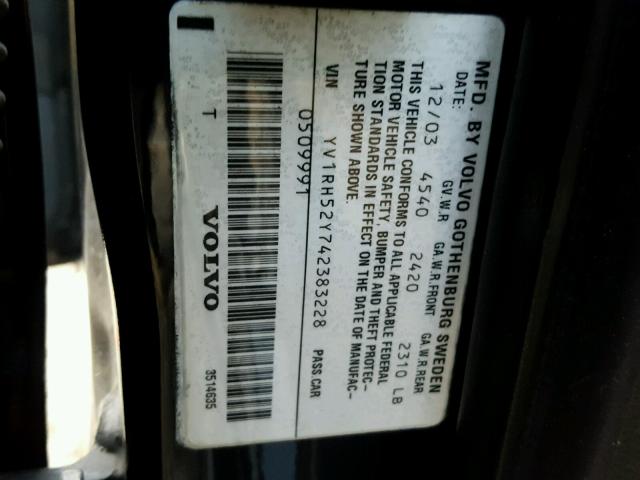 MFD. BY VOLVO GOTHENBURG SWEDEN
DATE: GV.W.R GA.W.R.FRONT GA.W.R.REAR
12/03 4540 2420 2310 LB
THIS VEHICLE CONFORMS TO ALL APPLICABLE FEDERAL
MOTOR VEHICLE SAFETY, BUMPER AND THEFT PROTEC-
TION STANDARDS IN EFFECT ON THE DATE OF MANUFAC-
TURE SHOWN ABOVE.
VIN YV1RH52Y742383228 PASS.CAR
0509991
T VOLVO 3514635